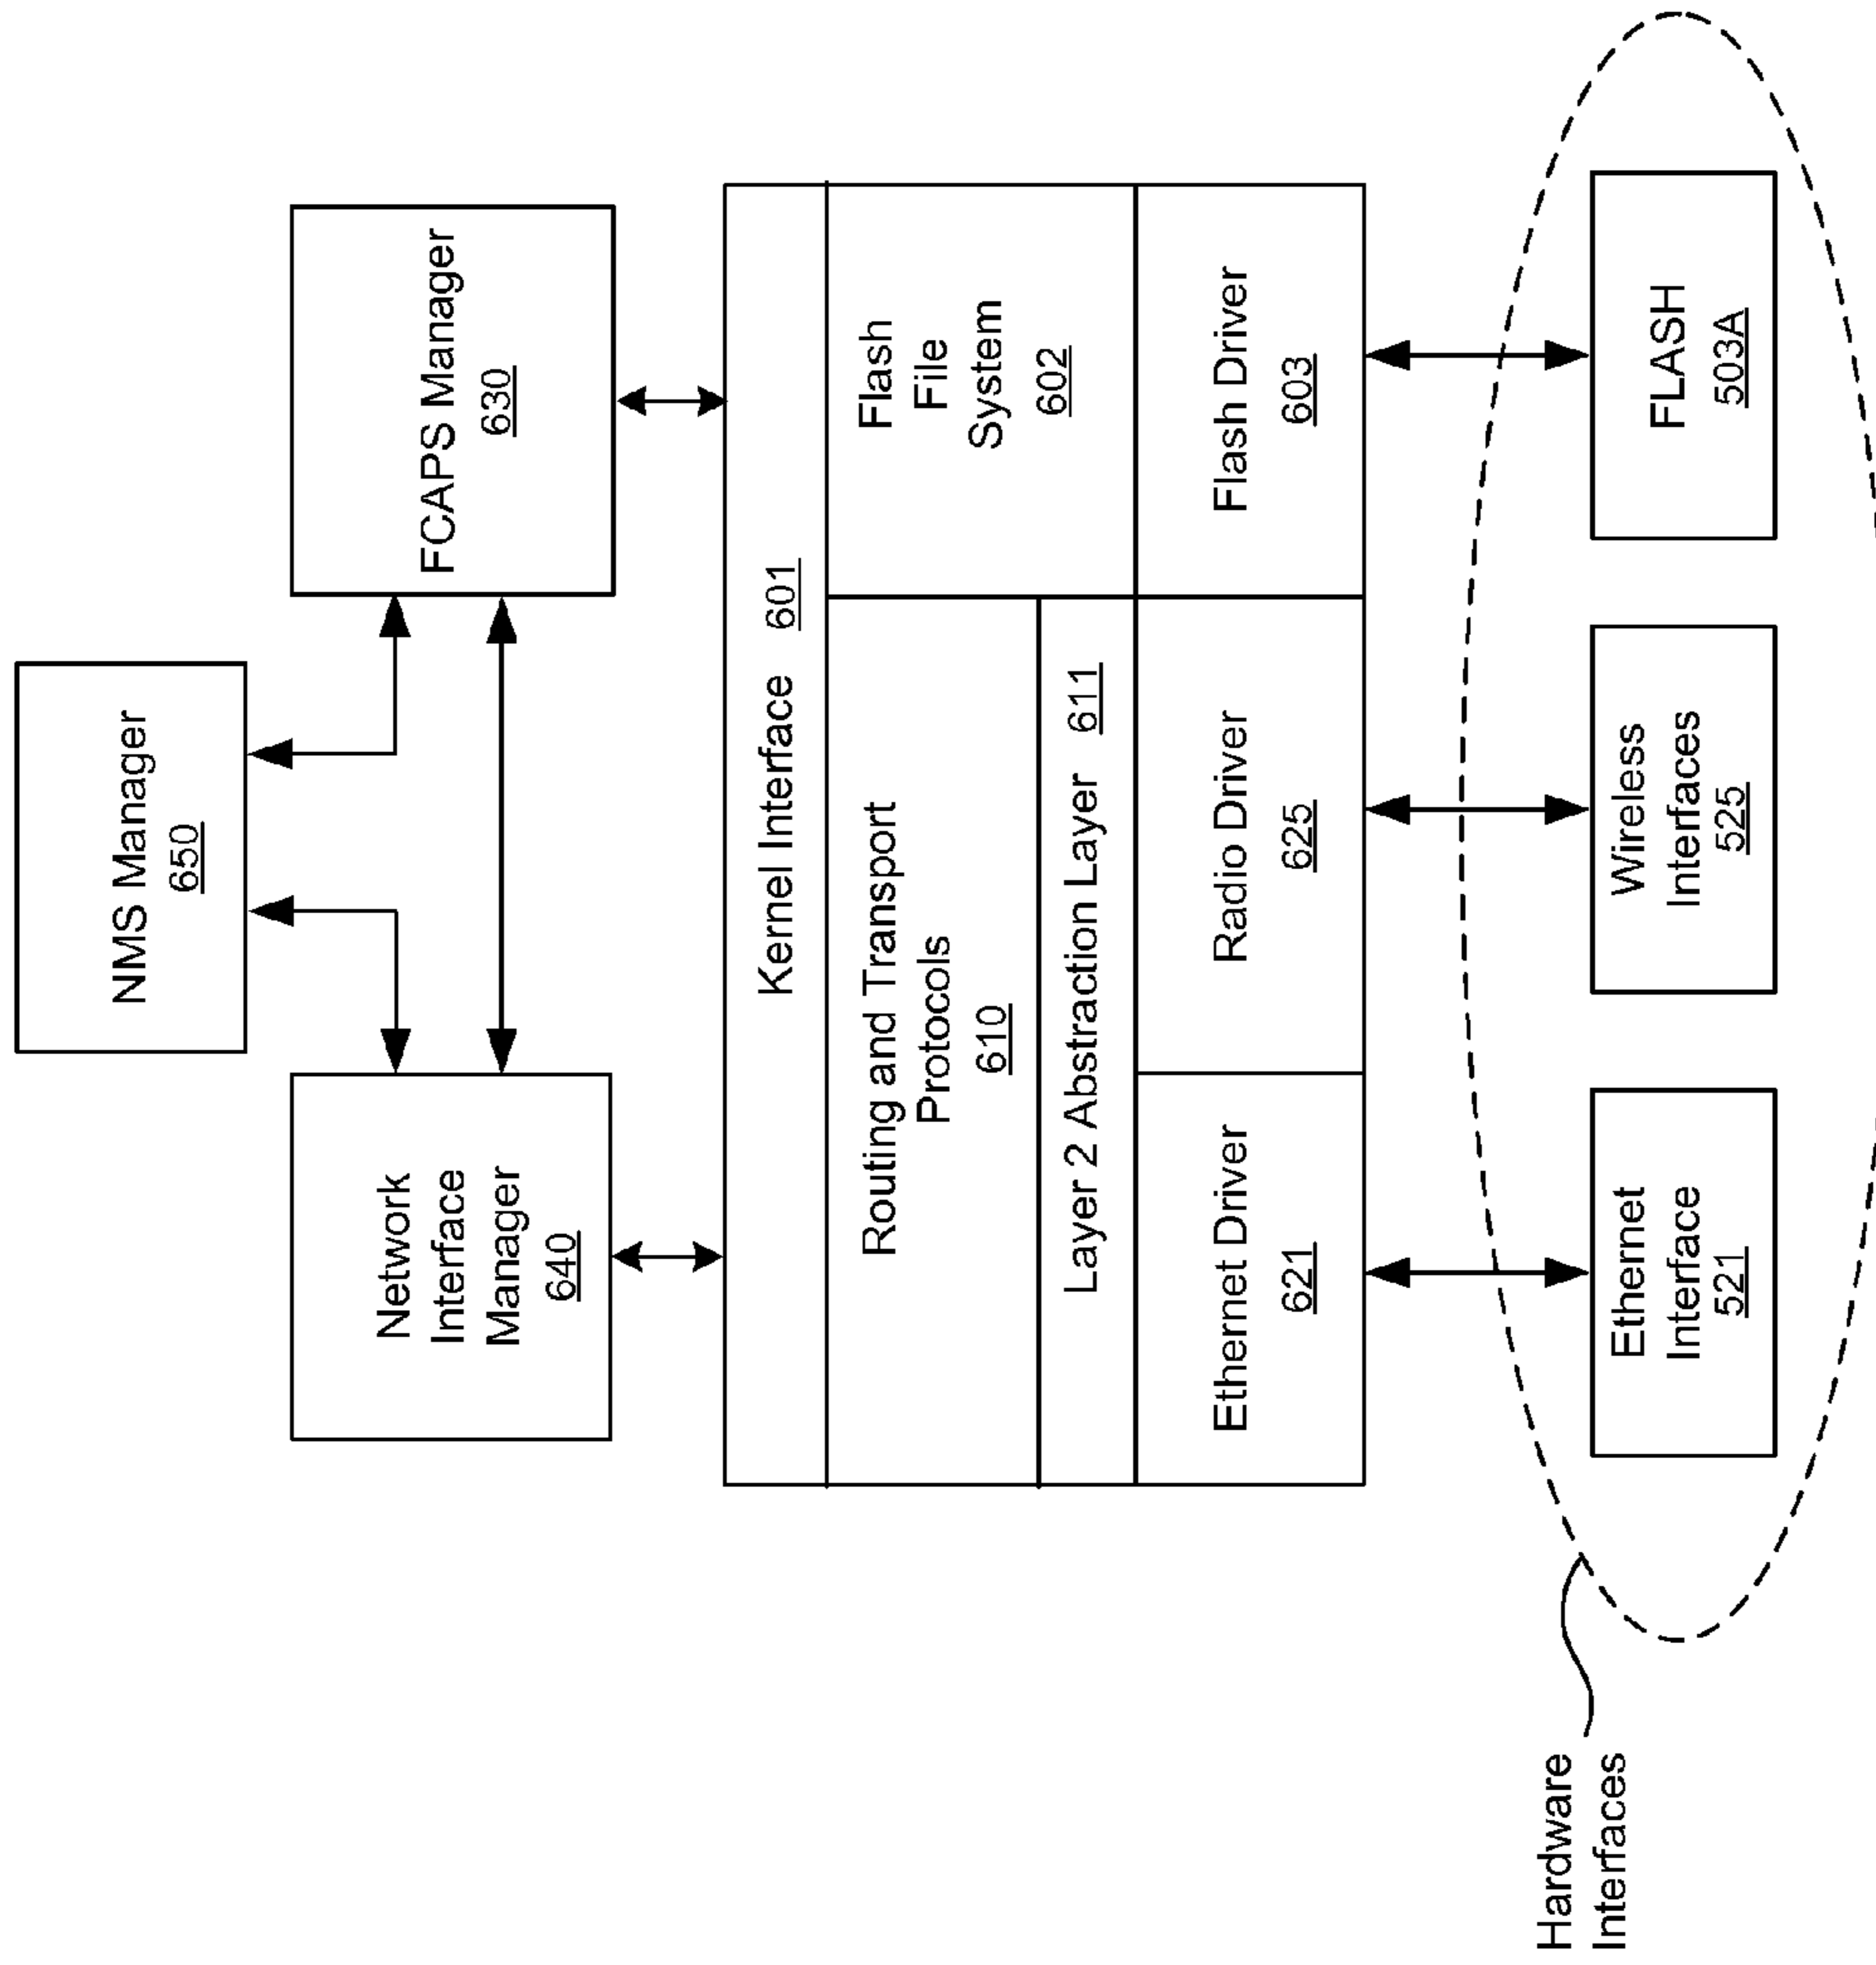 NMS Manager
650
Network
Interface
Manager
640
FCAPS Manager
630
Kernel Interface 601
Routing and Transport
Protocols
610
Flash
File
System
602
Layer 2 Abstraction Layer 611
Ethernet Driver
621
Radio Driver
625
Flash Driver
603
Ethernet
Interface
521
Wireless
Interfaces
525
FLASH
503A
Hardware
Interfaces